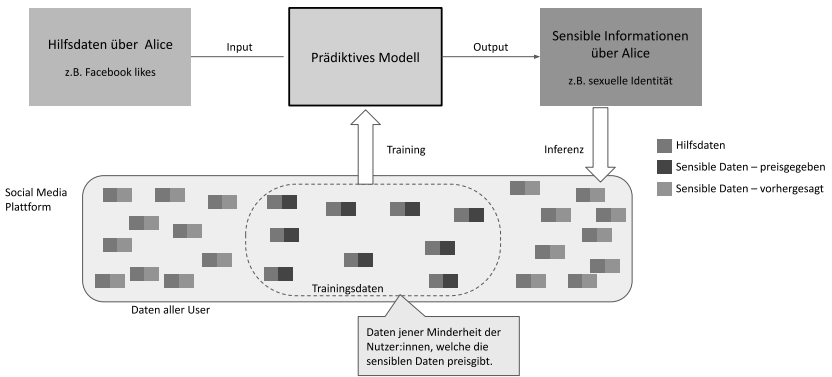 Hilfsdaten über Alice
z.B. Facebook likes
Input
Prädiktives Modell
Output
Sensible Informationen
über Alice
z.B. sexuelle Identität
Training
Inferenz
Hilfsdaten
Sensible Daten – preisgegeben
Sensible Daten – vorhergesagt
Social Media
Plattform
Trainingsdaten
Daten aller User
Daten jener Minderheit der
Nutzer:innen, welche die
sensiblen Daten preisgibt.